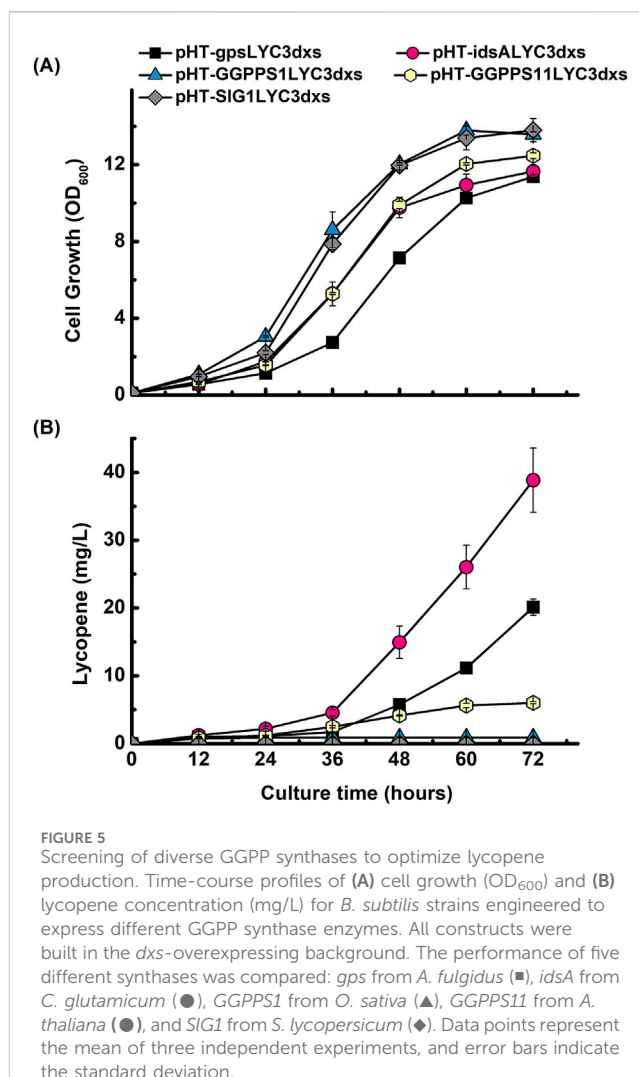 (A)
pHT-gpsLYC3dxs pHT-idsALYC3dxs
pHT-GGPPS1LYC3dxs pHT-GGPPS11LYC3dxs
pHT-SlG1LYC3dxs
12
8
4
0
Cell Growth (OD600)
(B)
40
30
20
10
0
Lycopene (mg/L)
0 12 24 36 48 60 72
Culture time (hours)
FIGURE 5
Screening of diverse GGPP synthases to optimize lycopene
production. Time-course profiles of (A) cell growth (OD600) and (B)
lycopene concentration (mg/L) for B. subtilis strains engineered to
express different GGPP synthase enzymes. All constructs were
built in the dxs-overexpressing background. The performance of five
different synthases was compared: gps from A. fulgidus (■), idsA from
C. glutamicum (●), GGPPS1 from O. sativa (▲), GGPPS11 from A.
thaliana (●), and SlG1 from S. lycopersicum (◆). Data points represent
the mean of three independent experiments, and error bars indicate
the standard deviation.